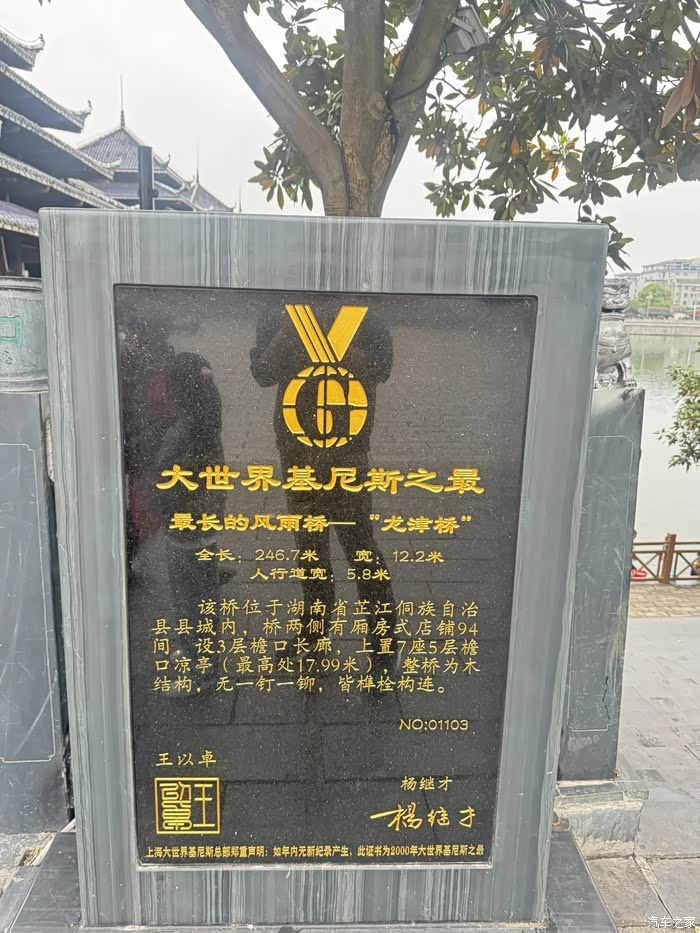 大世界基尼斯之最
最长的风雨桥—“龙津桥”
全长：246.7米 宽：12.2米
人行道宽：5.8米
该桥位于湖南省芷江侗族自治
县县城内，桥两侧有厢房式店铺94
间，设3层檐口长廊，上置7座5层檐
口凉亭（最高处17.99米），整桥为木
结构，无一钉一铆，皆榫栓构连。
NO:01103
王以卓
杨继才
楊继才
上海大世界基尼斯总部郑重声明：如年内无新纪录产生，此证书为2000年大世界基尼斯之最
汽车之家